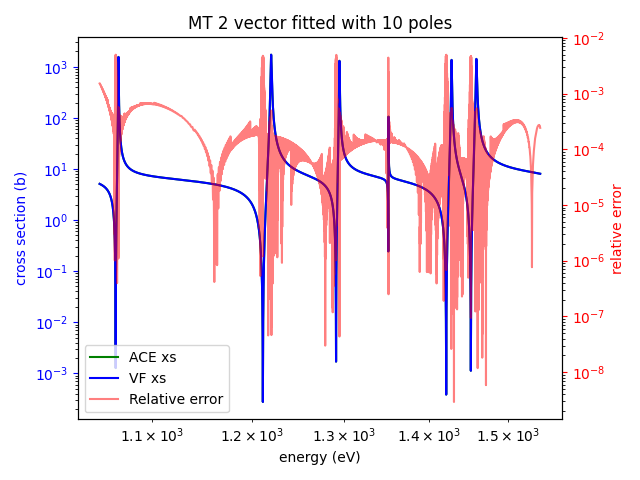 MT 2 vector fitted with 10 poles
cross section (b)
10³
10²
10¹
10⁰
10⁻¹
10⁻²
10⁻³
10⁻²
10⁻³
10⁻⁴
10⁻⁵
10⁻⁶
10⁻⁷
10⁻⁸
relative error
ACE xs
VF xs
Relative error
1.1 × 10³ 1.2 × 10³ 1.3 × 10³ 1.4 × 10³ 1.5 × 10³
energy (eV)